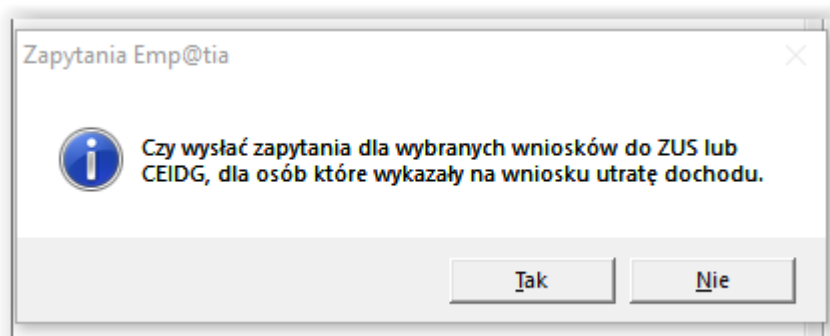 Zapytania Emp@tia
Czy wysłać zapytania dla wybranych wniosków do ZUS lub
CEIDG, dla osób które wykazały na wniosku utratę dochodu.
Tak
Nie